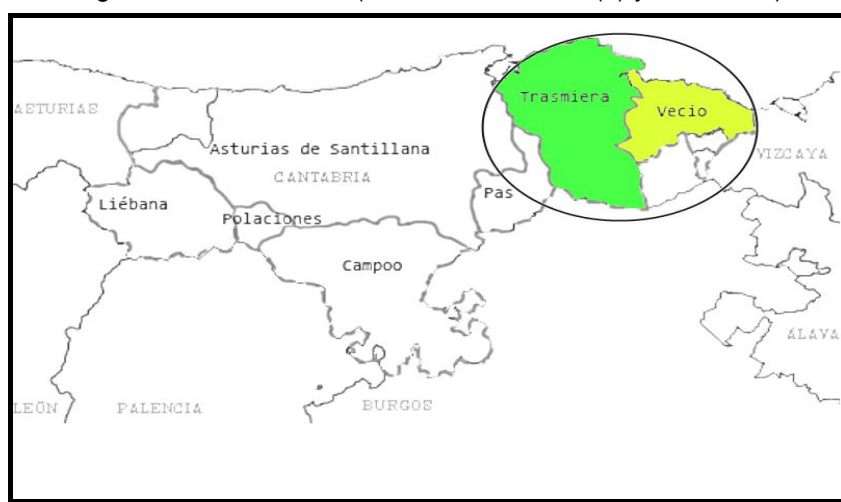 Trasmiera
Vecio
ASTURIAS
Asturias de Santillana
VIZCAYA
CANTABRIA
Liébana
Pas
Polaciones
Campoo
ÁLAVA
LEÓN
PALENCIA
BURGOS